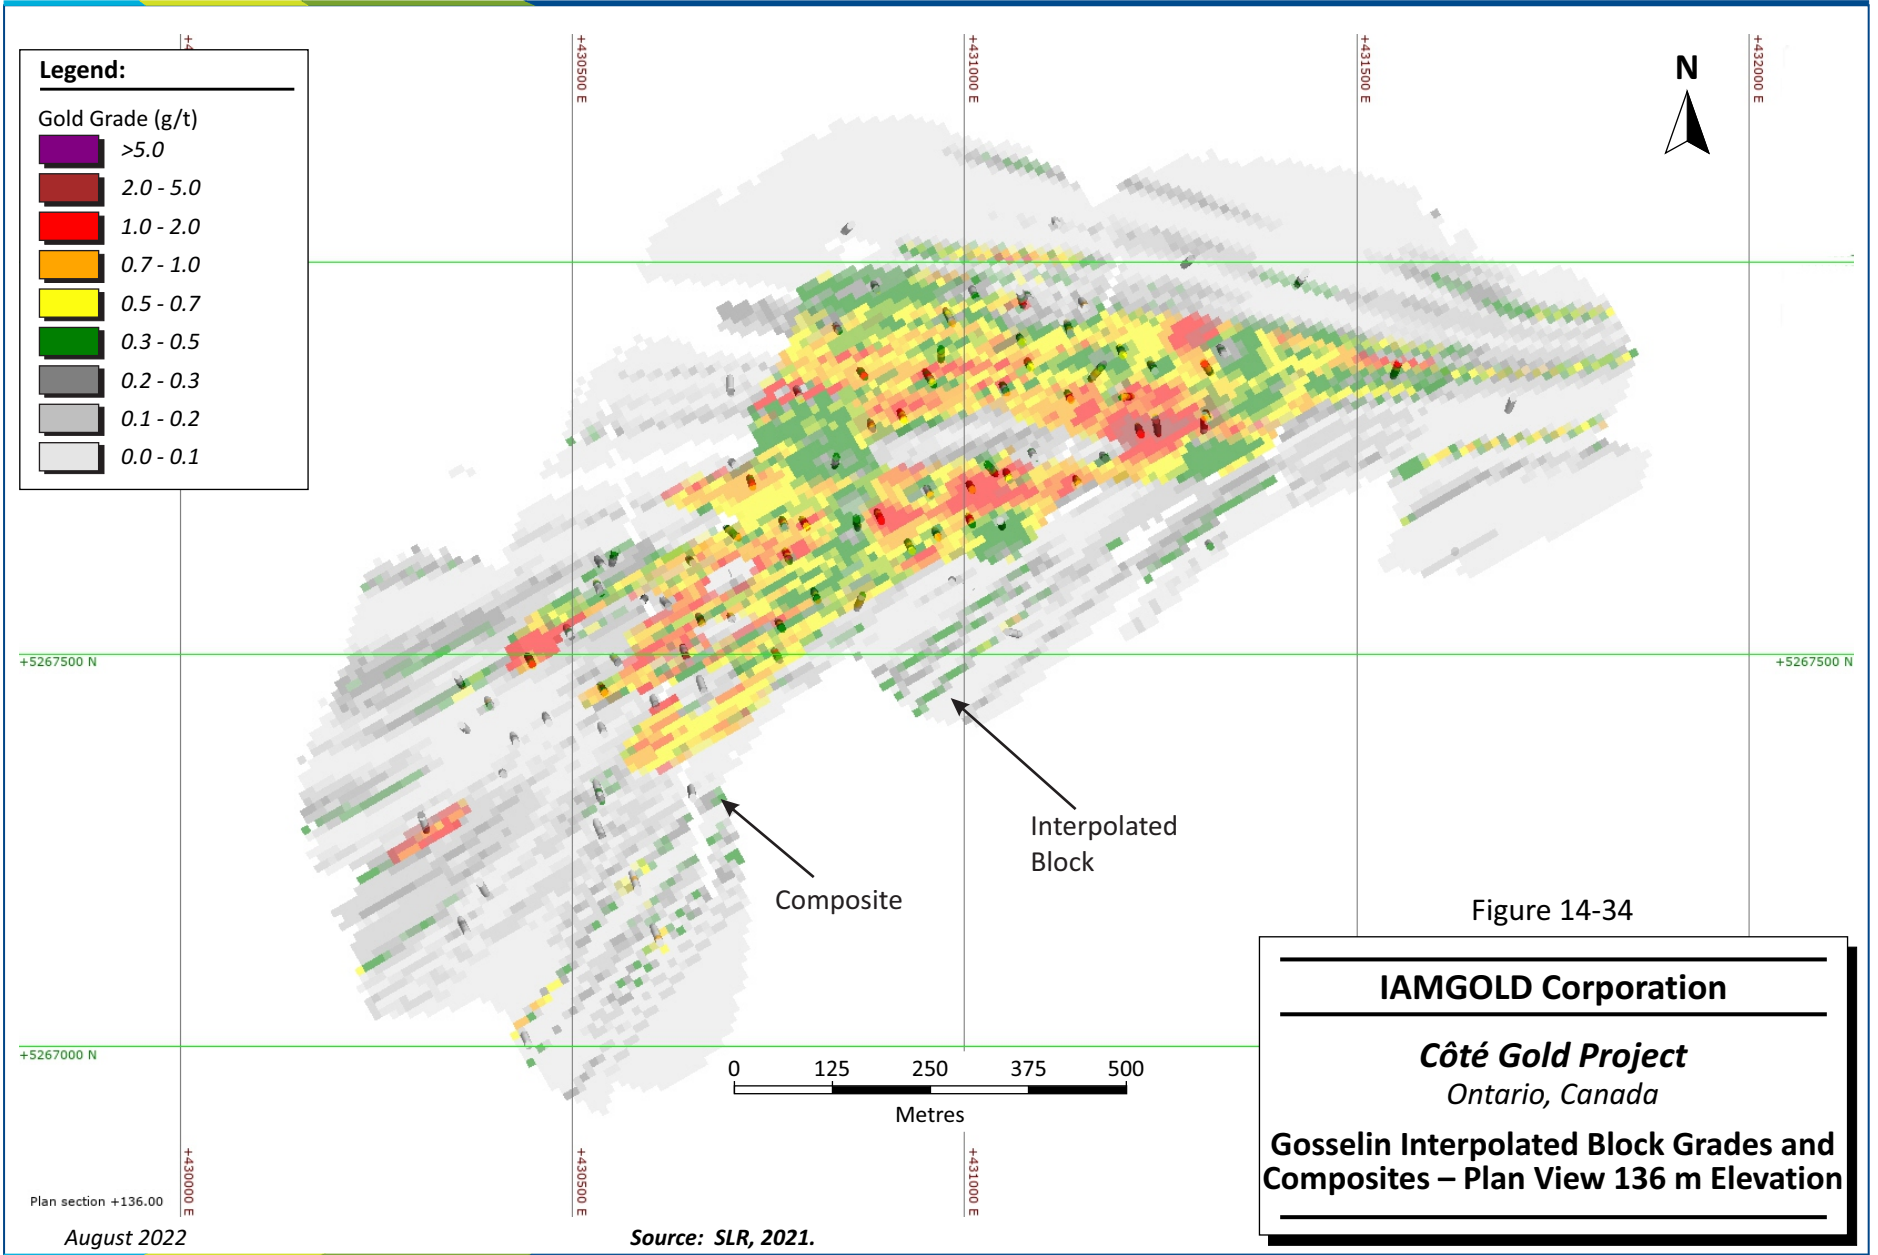 +4
+430500 E
+431000 E
+431500 E
+432000 E
Legend:
Gold Grade (g/t)
>5.0
2.0 - 5.0
1.0 - 2.0
0.7 - 1.0
0.5 - 0.7
0.3 - 0.5
0.2 - 0.3
0.1 - 0.2
0.0 - 0.1
N
+5267500 N
+5267500 N
Interpolated
Block
Composite
Figure 14-34
+5267000 N
0 125 250 375 500
Metres
IAMGOLD Corporation
Côté Gold Project
Ontario, Canada
Gosselin Interpolated Block Grades and
Composites – Plan View 136 m Elevation
+430000 E
+430500 E
+431000 E
Plan section +136.00
August 2022
Source: SLR, 2021.